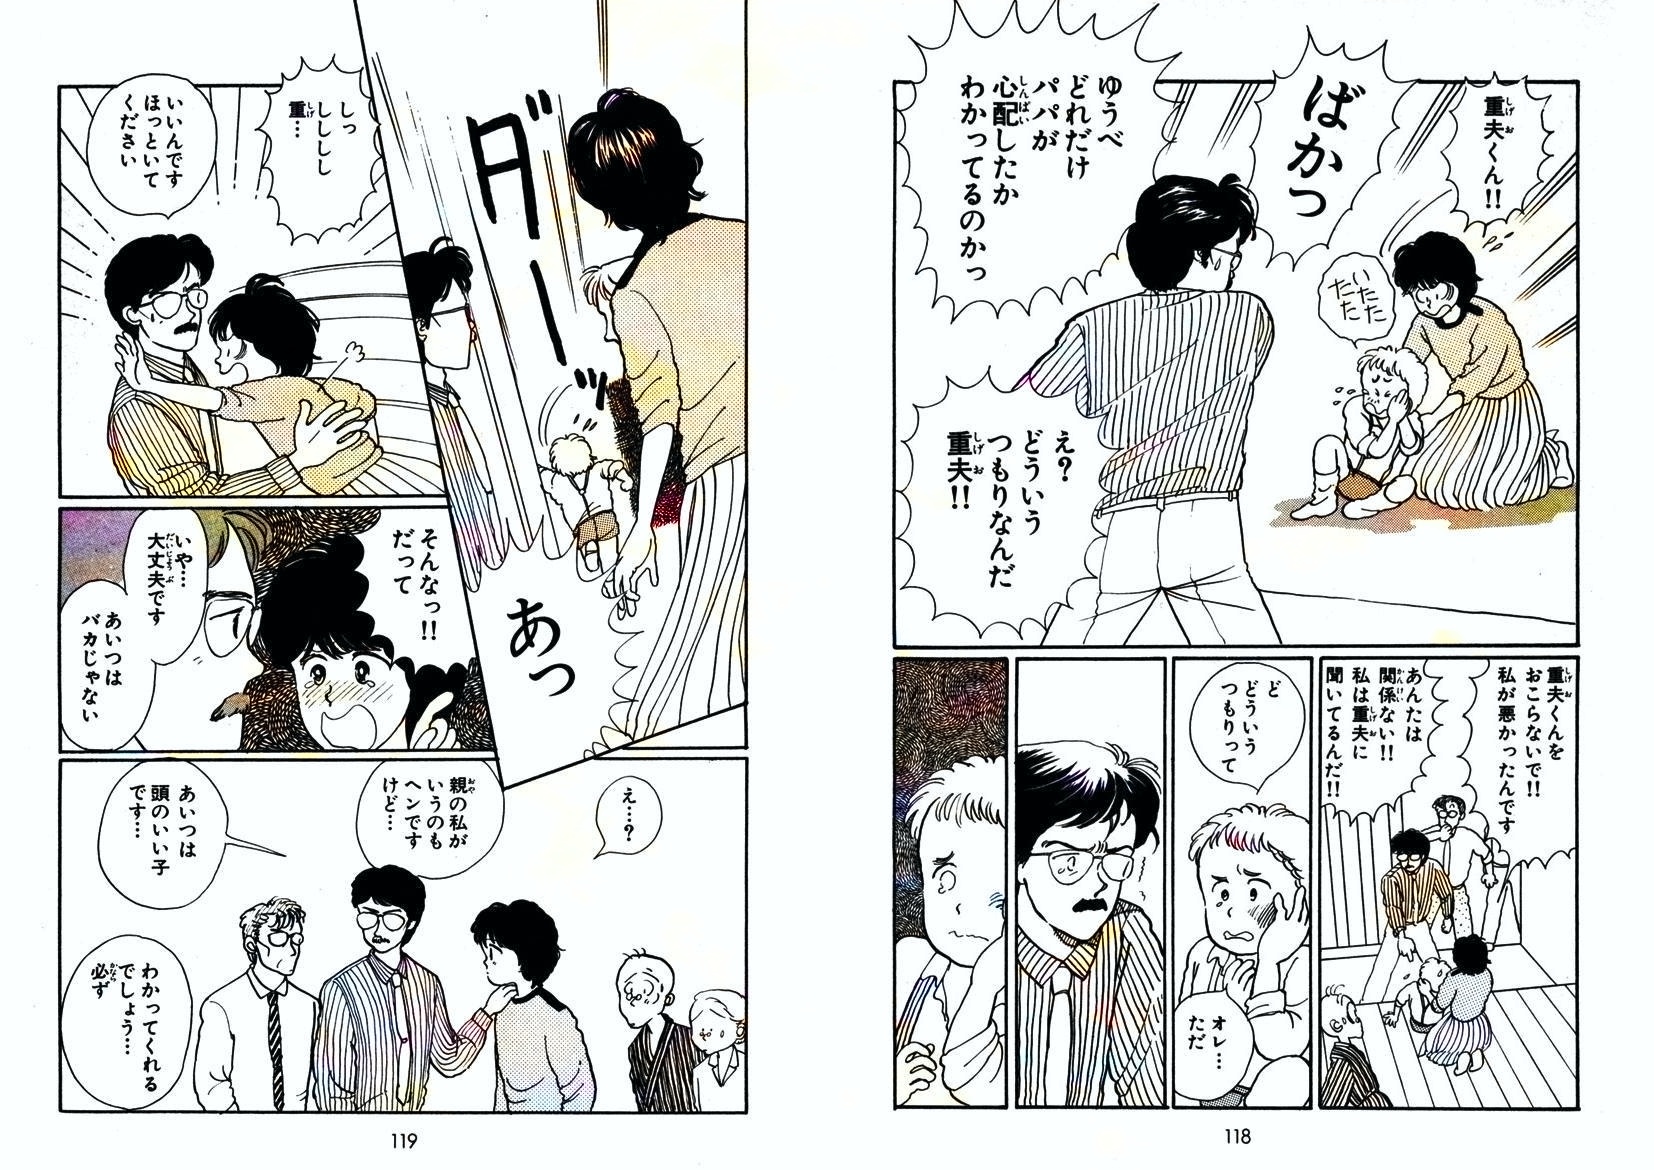 重夫くん!!
ばかっ
いた
たた
た
ゆうべ
どれだけ
パパが
心配したか
わかってるのかっ
え?
どういう
つもりなんだ
重夫!!
重夫くんを
おこらないで!!
私が悪かったんです
あんたは
関係ない!!
私は重夫に
聞いてるんだ!!
ど
どういう
つもりって
オレ…
ただ
118
ダーッ
あっ
しっ
しししし
重…
いいんです
ほっといて
ください
そんなっ!!
だって
いや…
大丈夫です
あいつは
バカじゃない
え…?
親の私が
いうのも
ヘンです
けど…
あいつは
頭のいい子
です…
わかってくれる
でしょう…
必ず
119